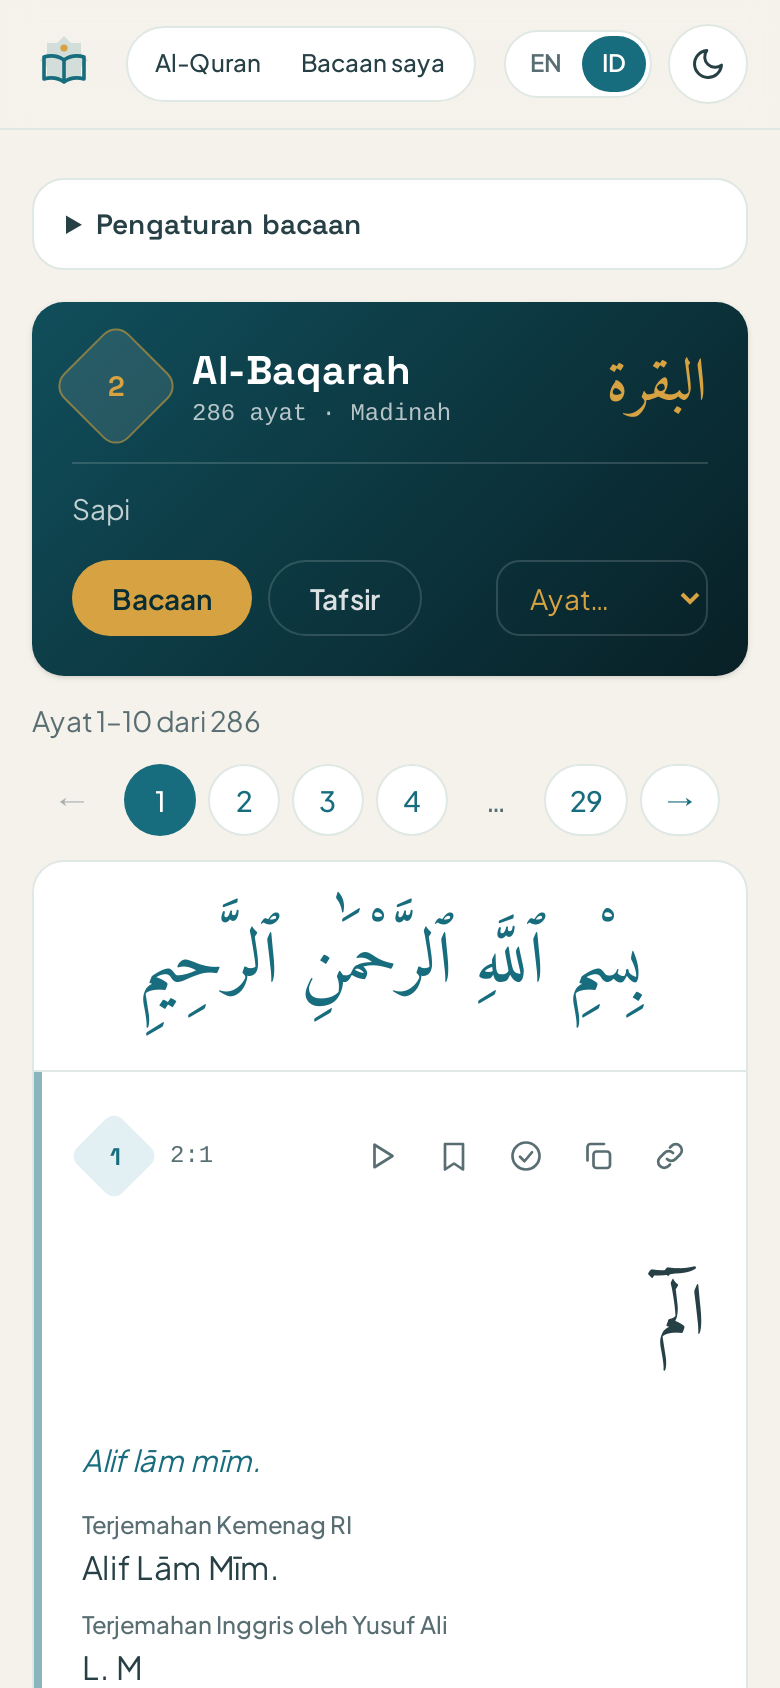 Al-Quran Bacaan saya EN ID
Pengaturan bacaan
2 Al-Baqarah البقرة
286 ayat · Madinah
Sapi
Bacaan Tafsir Ayat...
Ayat 1–10 dari 286
← 1 2 3 4 … 29 →
بِسْمِ ٱللَّهِ ٱلرَّحْمَٰنِ ٱلرَّحِيمِ
١ 2:1
الٓمٓ
Alif lām mīm.
Terjemahan Kemenag RI
Alif Lām Mīm.
Terjemahan Inggris oleh Yusuf Ali
L. M